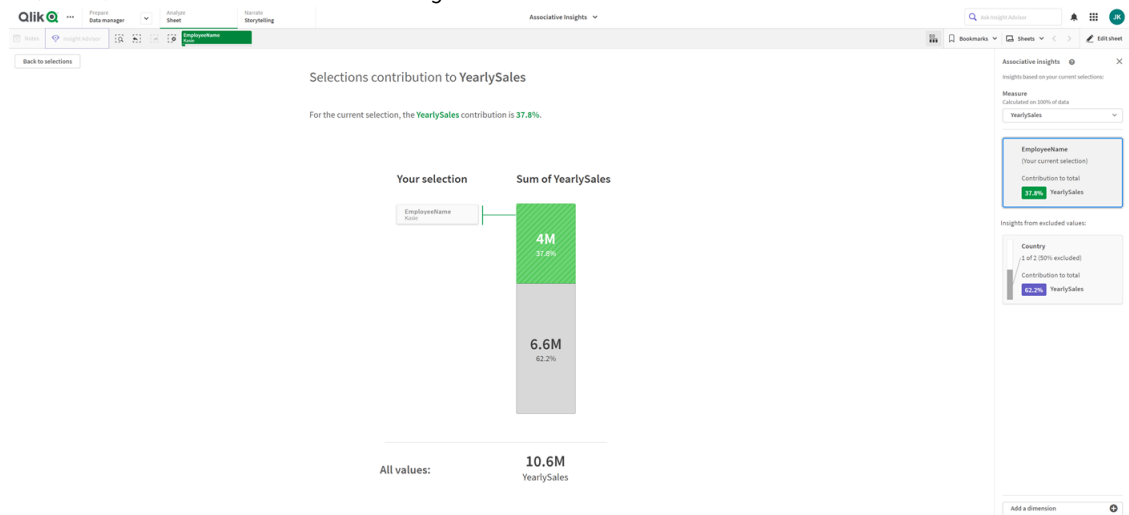 Qlik Q
Prepare
Data manager
Analyze
Sheet
Narrate
Storytelling
Associative Insights
Ask Insight Advisor
JK
Notes
Insight Advisor
EmployeeName
Bookmarks
Sheets
Edit sheet
Back to selections
Selections contribution to YearlySales
For the current selection, the YearlySales contribution is 37.8%.
Your selection
Sum of YearlySales
EmployeeName
4M
37.8%
6.6M
62.2%
All values:
10.6M
YearlySales
Associative insights
Insights based on your current selections:
Measure
Calculated on 100% of data
YearlySales
EmployeeName
(Your current selection)
Contribution to total
37.8% YearlySales
Insights from excluded values:
Country
1 of 2 (50% excluded)
Contribution to total
62.2% YearlySales
Add a dimension